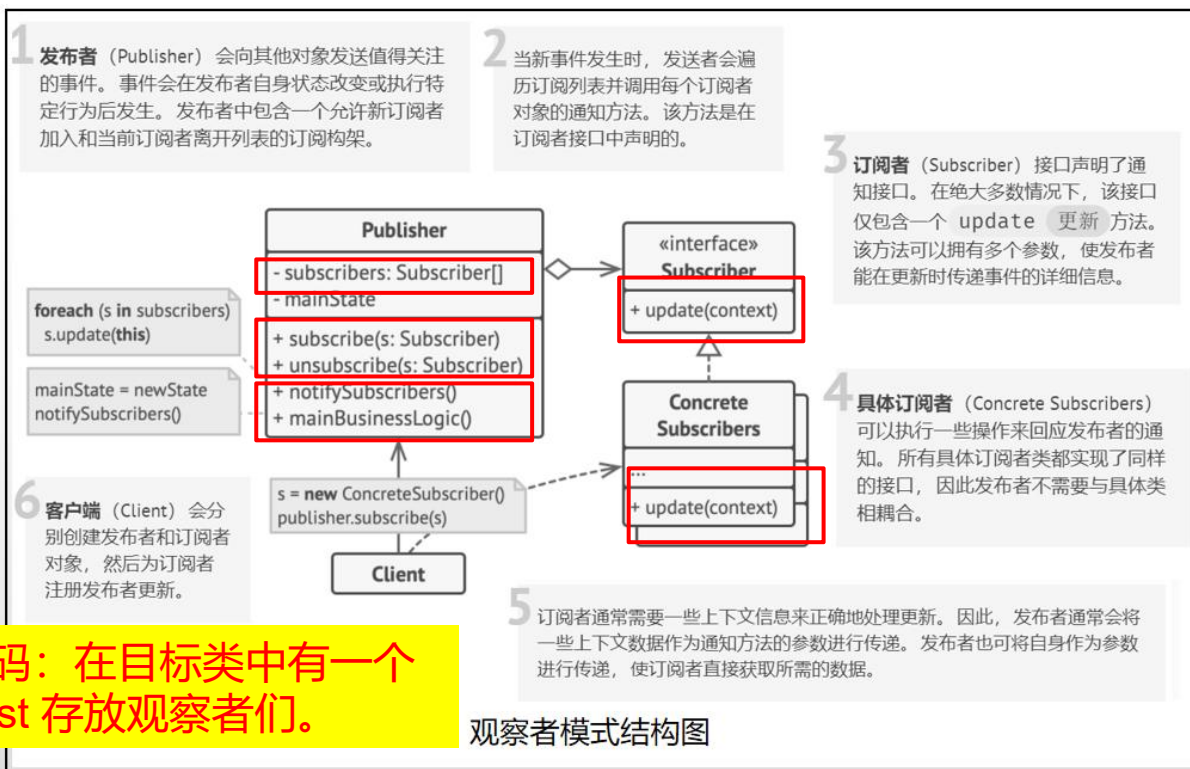 1
发布者（Publisher）会向其他对象发送值得关注
的事件。事件会在发布者自身状态改变或执行特
定行为后发生。发布者中包含一个允许新订阅者
加入和当前订阅者离开列表的订阅构架。
2
当新事件发生时，发送者会遍
历订阅列表并调用每个订阅者
对象的通知方法。该方法是在
订阅者接口中声明的。
3
订阅者（Subscriber）接口声明了通
知接口。在绝大多数情况下，该接口
仅包含一个 update 更新 方法。
该方法可以拥有多个参数，使发布者
能在更新时传递事件的详细信息。
Publisher
- subscribers: Subscriber[]
- mainState
+ subscribe(s: Subscriber)
+ unsubscribe(s: Subscriber)
+ notifySubscribers()
+ mainBusinessLogic()
«interface»
Subscriber
+ update(context)
foreach (s in subscribers)
s.update(this)
mainState = newState
notifySubscribers()
Concrete
Subscribers
...
+ update(context)
4
具体订阅者（Concrete Subscribers）
可以执行一些操作来回应发布者的通
知。所有具体订阅者类都实现了同样
的接口，因此发布者不需要与具体类
相耦合。
s = new ConcreteSubscriber()
publisher.subscribe(s)
Client
6
客户端（Client）会分
别创建发布者和订阅者
对象，然后为订阅者
注册发布者更新。
5
订阅者通常需要一些上下文信息来正确地处理更新。因此，发布者通常会将
一些上下文数据作为通知方法的参数进行传递。发布者也可将自身作为参数
进行传递，使订阅者直接获取所需的数据。
码：在目标类中有一个
st 存放观察者们。
观察者模式结构图